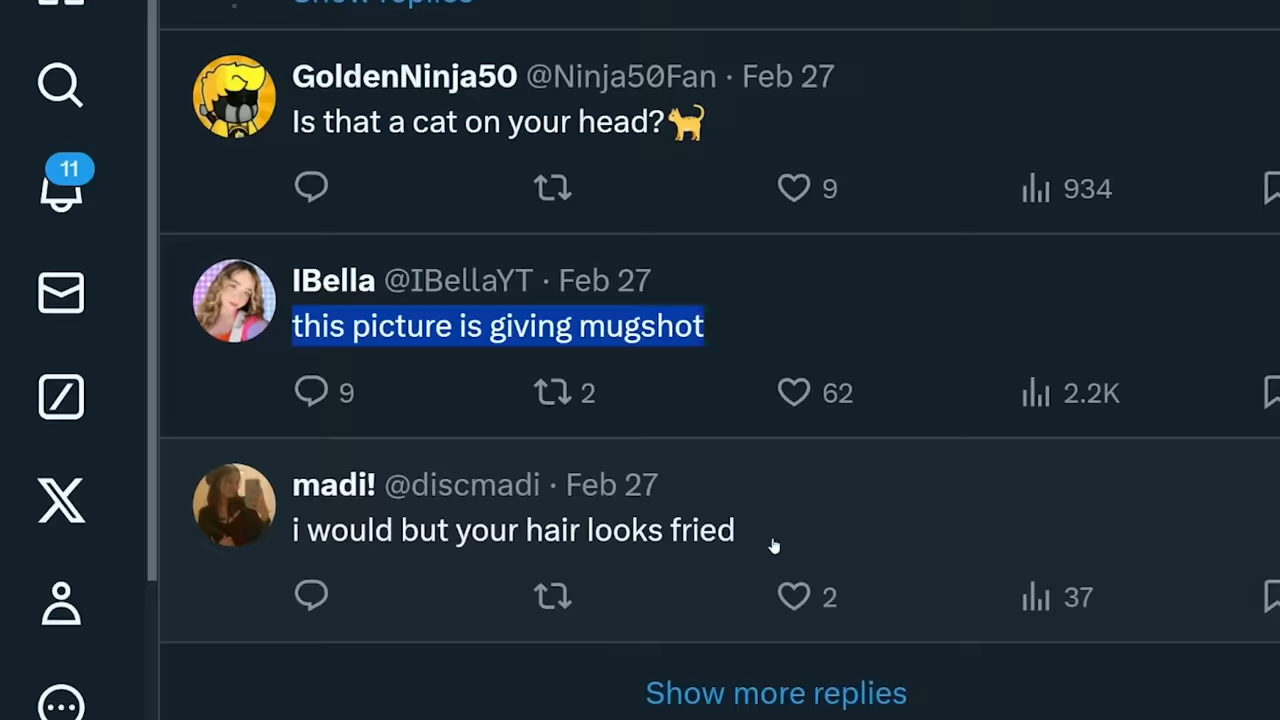 Show replies
GoldenNinja50 @Ninja50Fan · Feb 27
Is that a cat on your head?🐈
9 934
11
IBella @IBellaYT · Feb 27
this picture is giving mugshot
9 2 62 2.2K
madi! @discmadi · Feb 27
i would but your hair looks fried
2 37
Show more replies